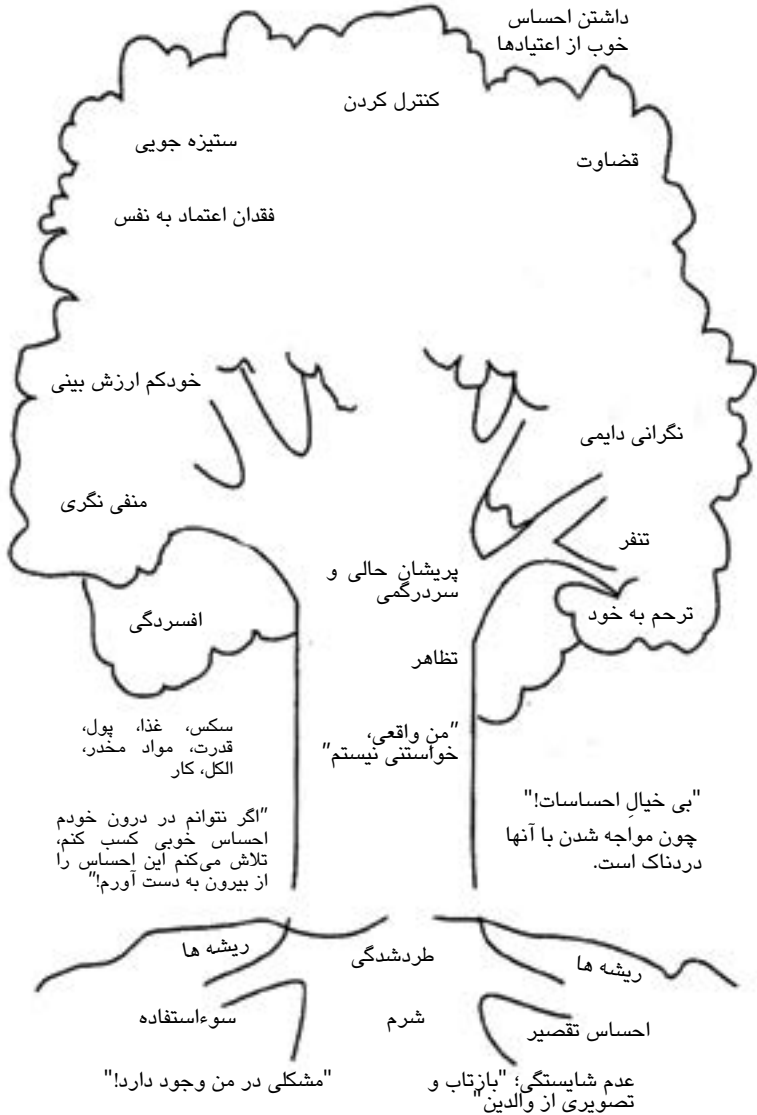 داشتن احساس
خوب از اعتیادها
کنترل کردن
ستیزه جویی
قضاوت
فقدان اعتماد به نفس
خودکم ارزش بینی
نگرانی دایمی
منفی نگری
تنفر
پریشان حالی و
سردرگمی
ترحم به خود
افسردگی
تظاهر
"منِ واقعی،
خواستنی نیستم"
سکس، غذا، پول،
قدرت، مواد مخدر،
الکل، کار
"بی خیالِ احساسات!"
چون مواجه شدن با آنها
دردناک است.
"اگر نتوانم در درون خودم
احساس خوبی کسب کنم،
تلاش می‌کنم این احساس را
از بیرون به دست آورم!"
ریشه ها
طردشدگی
ریشه ها
احساس تقصیر
شرم
سوءاستفاده
عدم شایستگی؛ "بازتاب و
تصویری از والدین"
"مشکلی در من وجود دارد!"